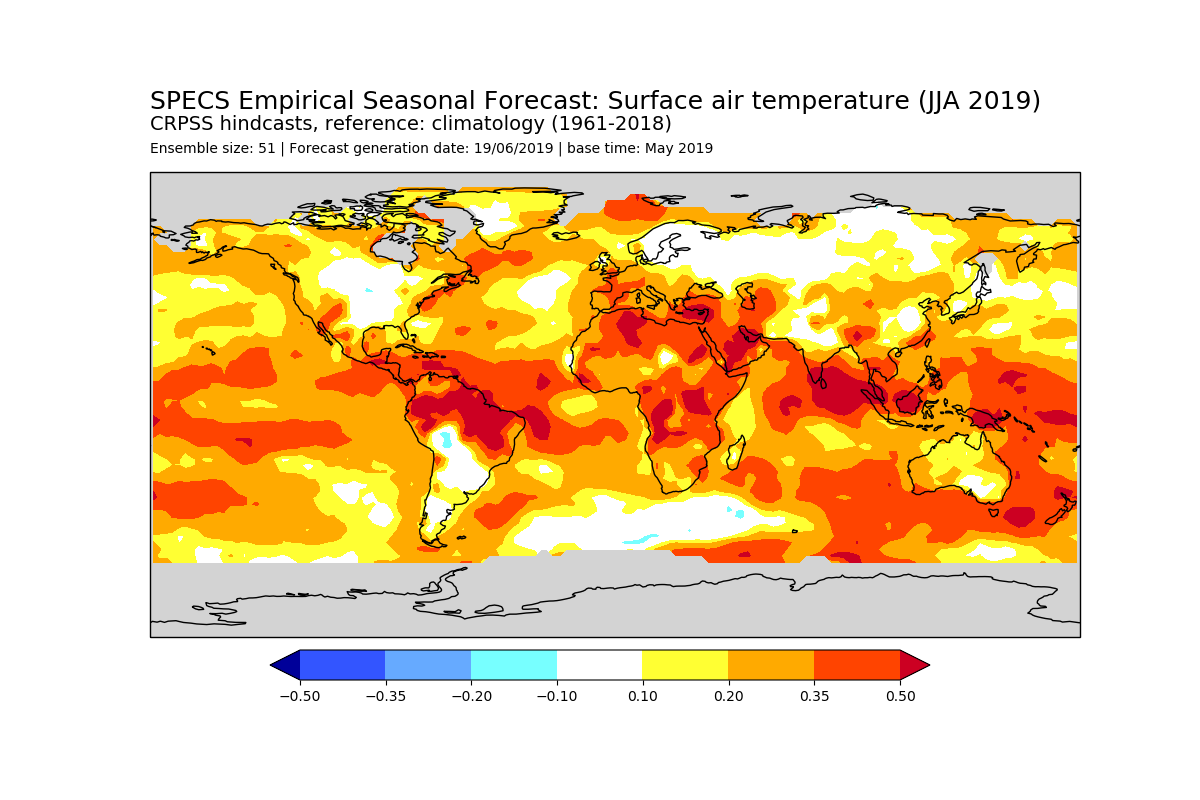 SPECS Empirical Seasonal Forecast: Surface air temperature (JJA 2019)
CRPSS hindcasts, reference: climatology (1961-2018)
Ensemble size: 51 | Forecast generation date: 19/06/2019 | base time: May 2019
−0.50 −0.35 −0.20 −0.10 0.10 0.20 0.35 0.50